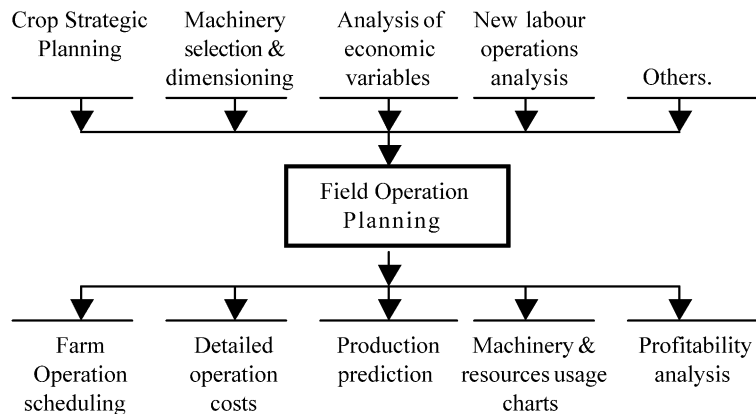 Crop Strategic
Planning
Machinery
selection &
dimensioning
Analysis of
economic
variables
New labour
operations
analysis
Others.
Field Operation
Planning
Farm
Operation
scheduling
Detailed
operation
costs
Production
prediction
Machinery &
resources usage
charts
Profitability
analysis